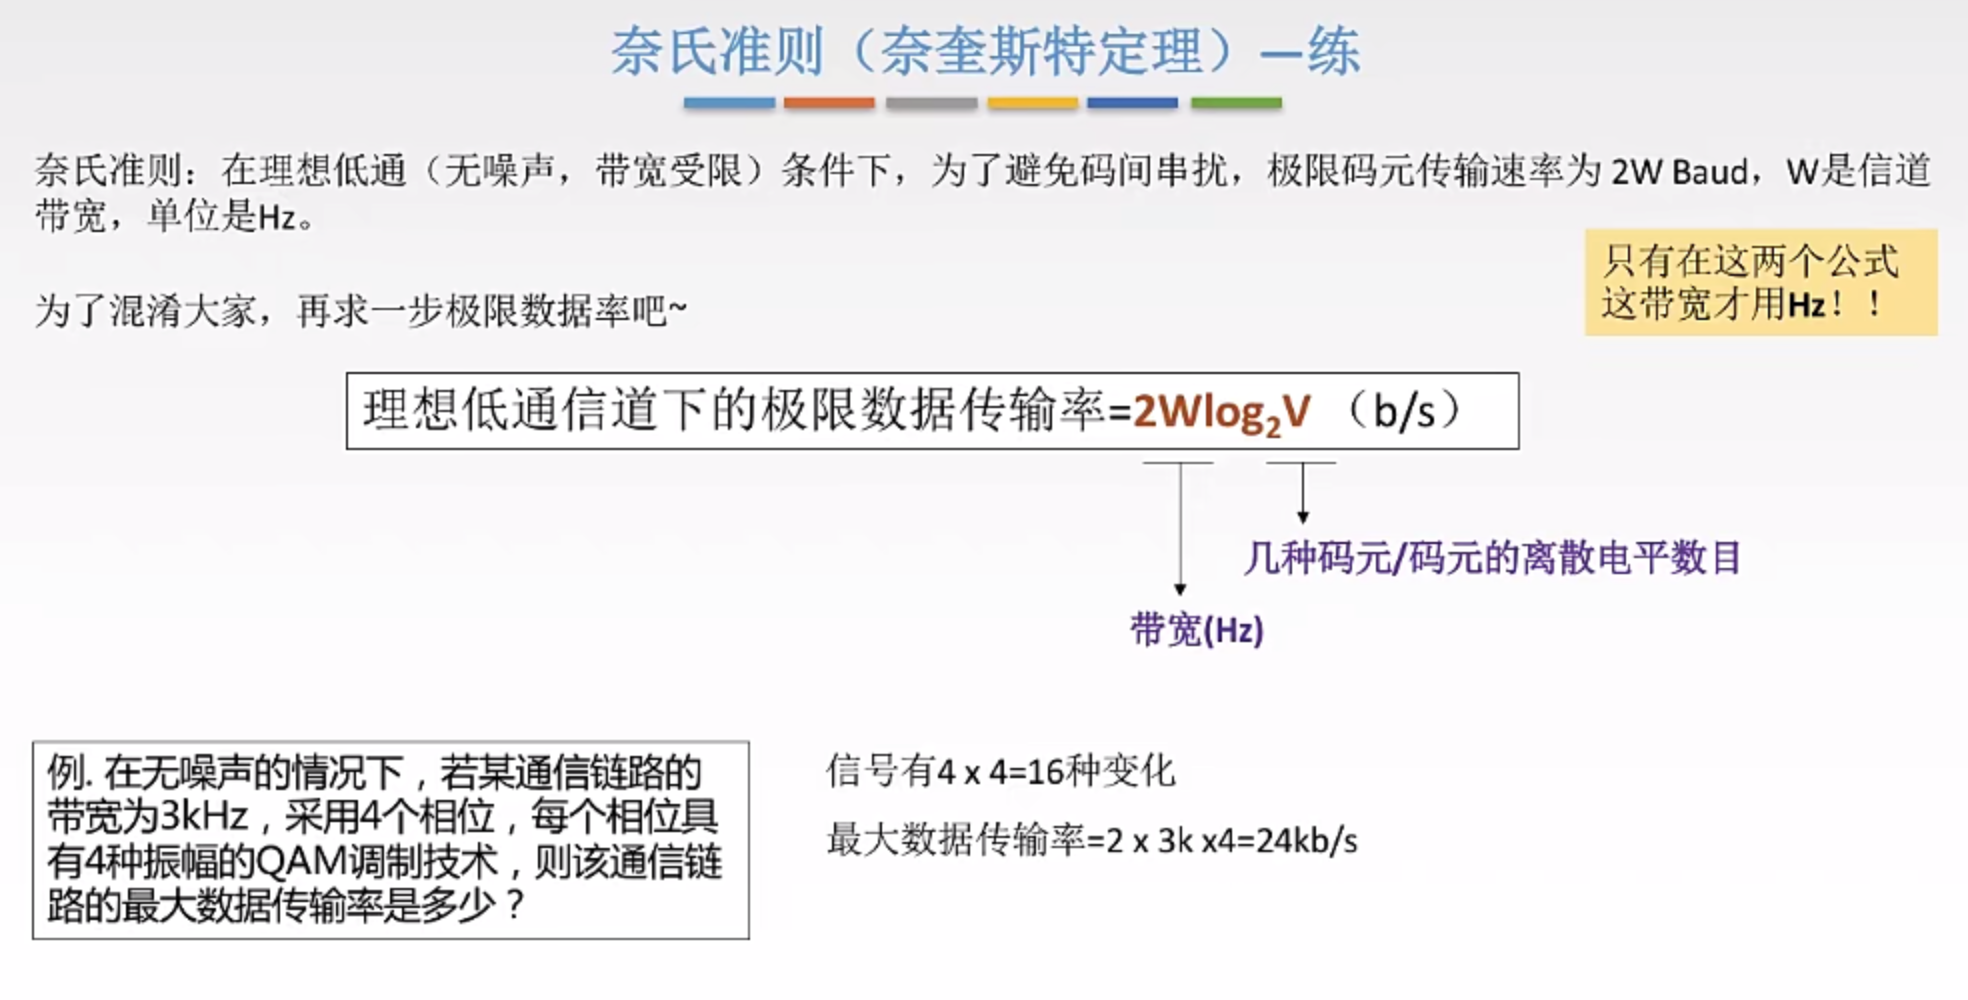 奈氏准则（奈奎斯特定理）—练
奈氏准则：在理想低通（无噪声，带宽受限）条件下，为了避免码间串扰，极限码元传输速率为 2W Baud，W是信道
带宽，单位是Hz。
只有在这两个公式
这带宽才用Hz！！
为了混淆大家，再求一步极限数据率吧~
理想低通信道下的极限数据传输率=2Wlog₂V （b/s）
几种码元/码元的离散电平数目
带宽(Hz)
例. 在无噪声的情况下，若某通信链路的
带宽为3kHz，采用4个相位，每个相位具
有4种振幅的QAM调制技术，则该通信链
路的最大数据传输率是多少？
信号有4 x 4=16种变化
最大数据传输率=2 x 3k x4=24kb/s